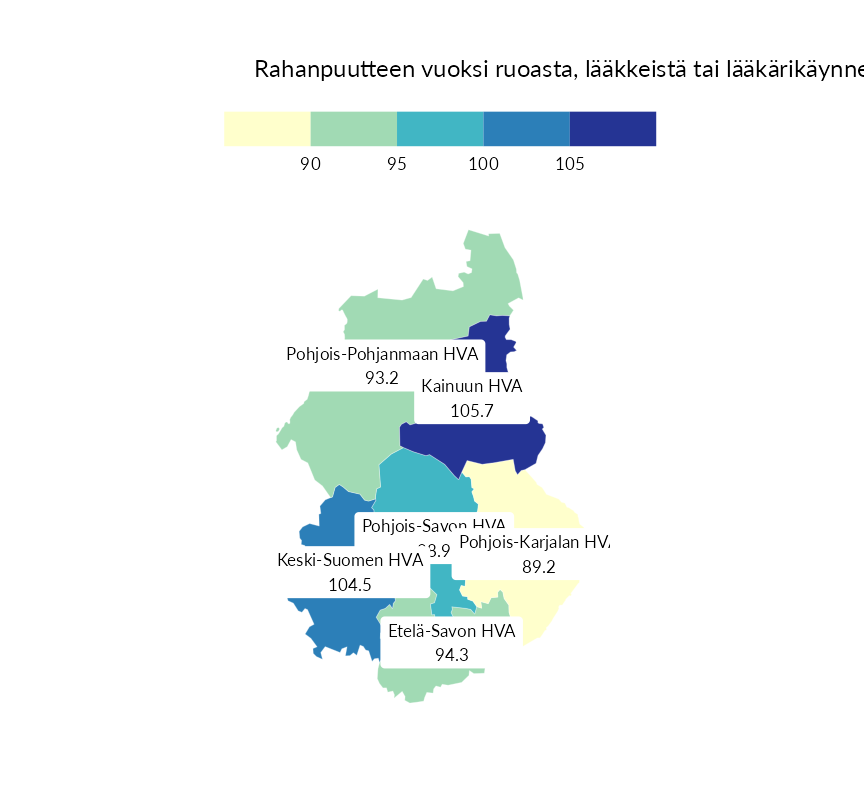 Rahanpuutteen vuoksi ruoasta, lääkkeistä tai lääkärikäynne
90 95 100 105
Pohjois-Pohjanmaan HVA
93.2
Kainuun HVA
105.7
Pohjois-Savon HVA
Pohjois-Karjalan HVA
89.2
Keski-Suomen HVA
104.5
Etelä-Savon HVA
94.3